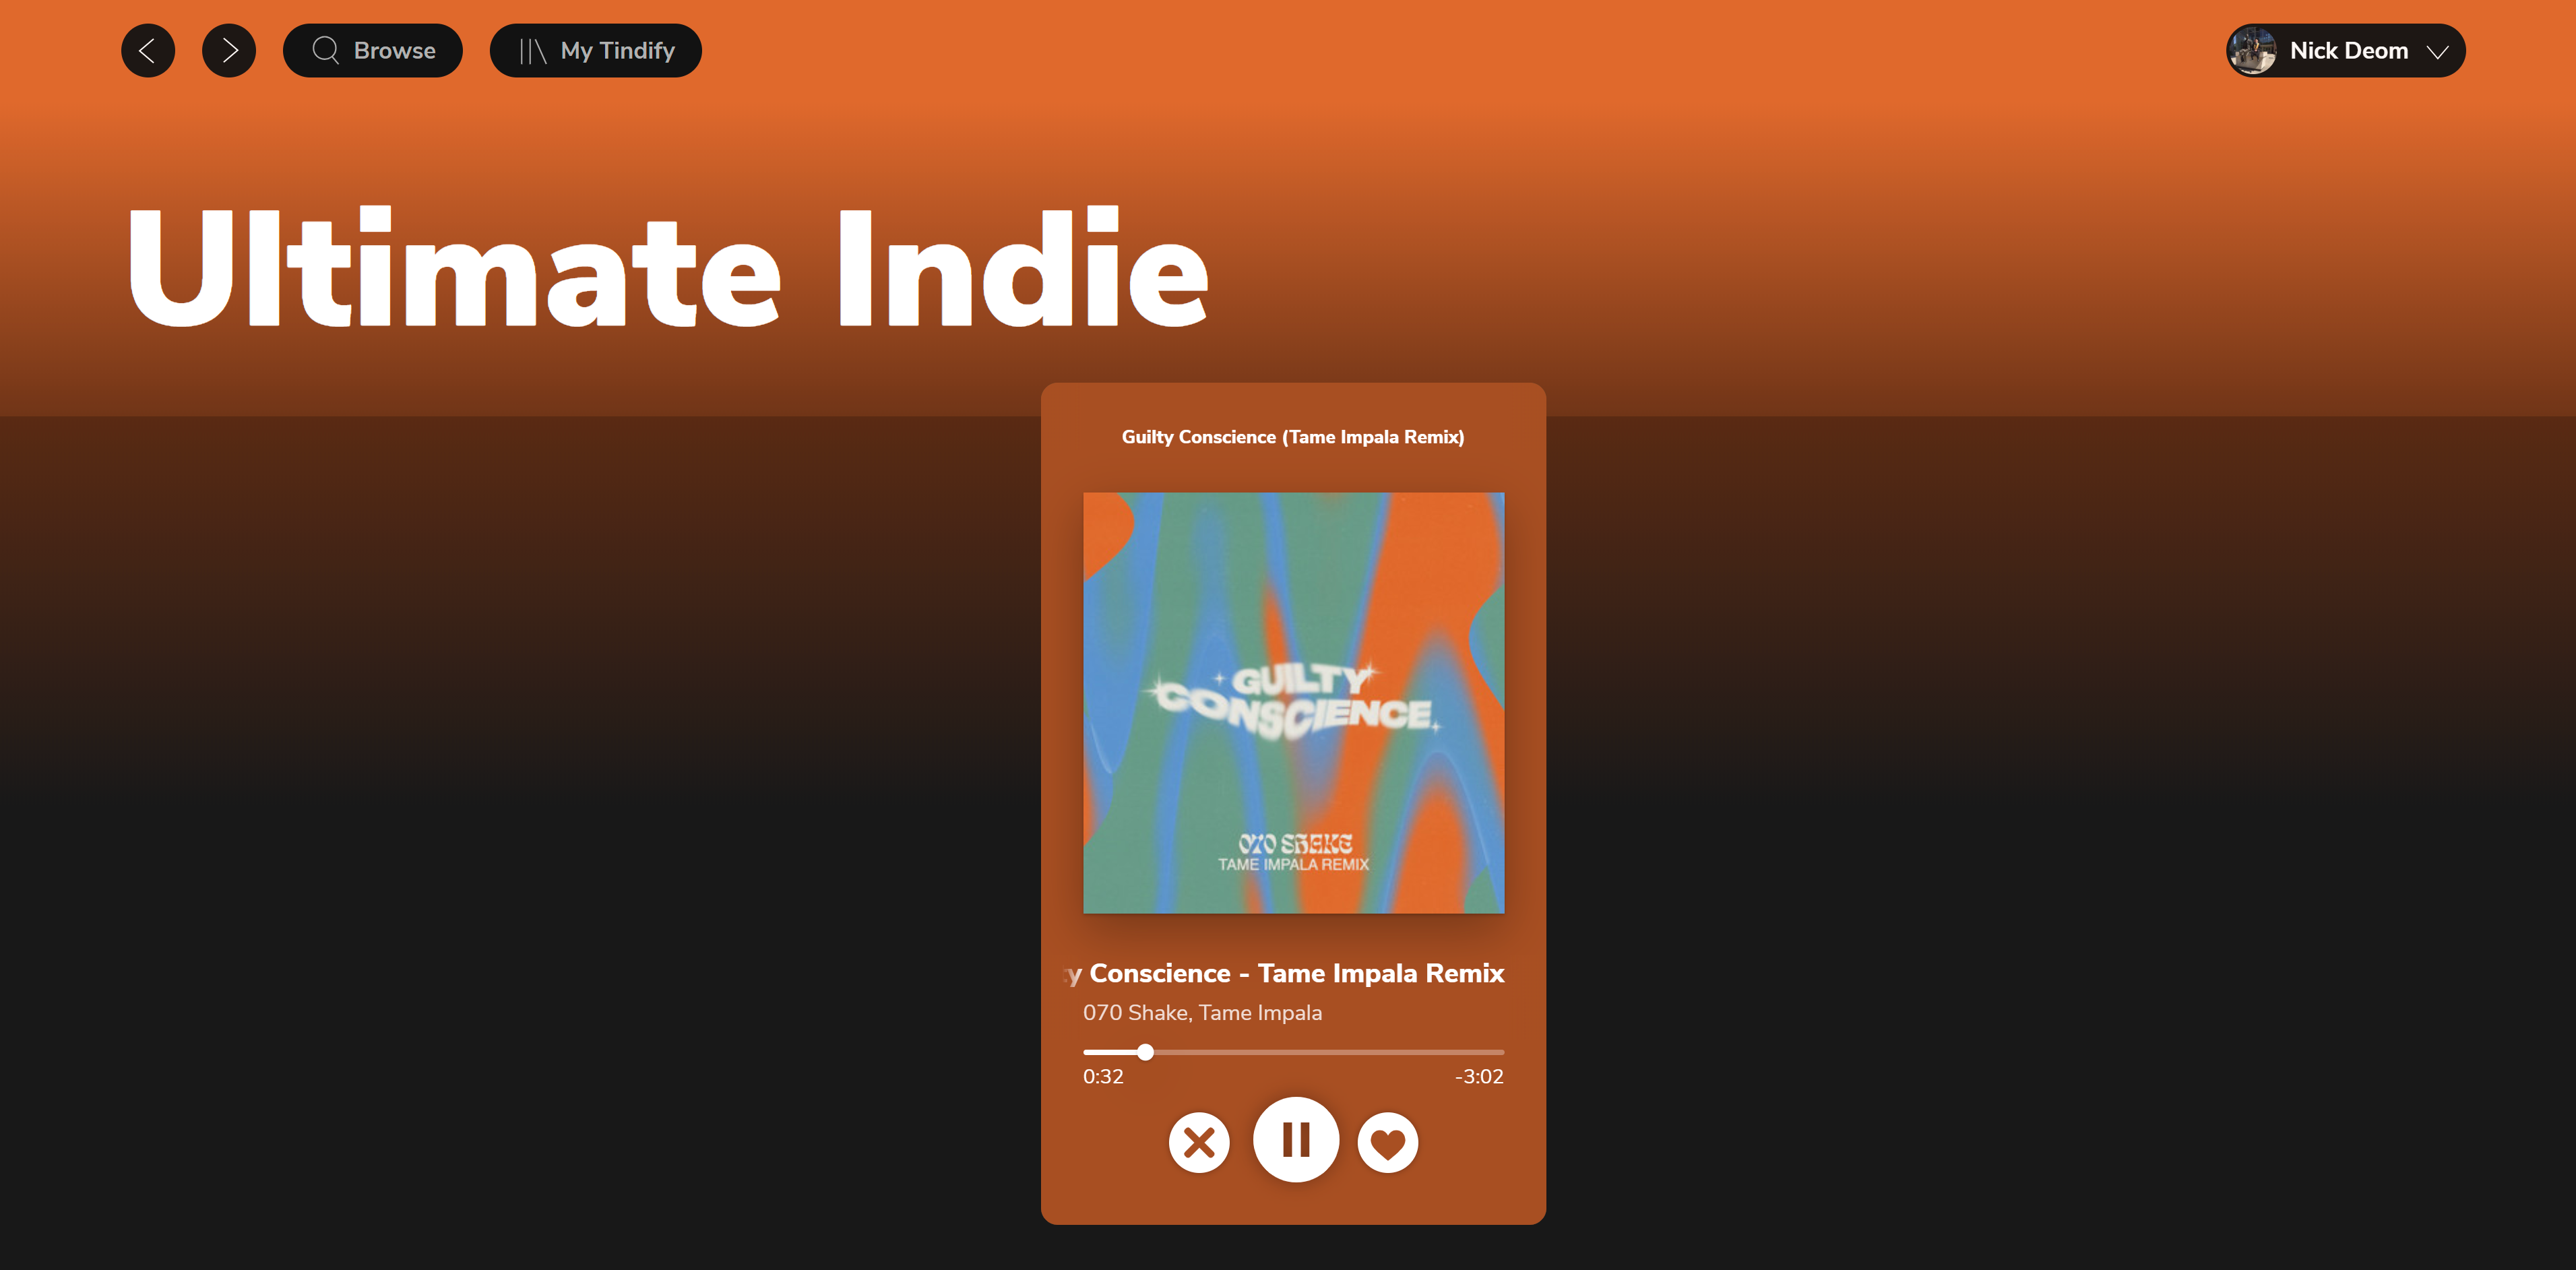 Browse
My Tindify
Nick Deom
Ultimate Indie
Guilty Conscience (Tame Impala Remix)
GUILTY
CONSCIENCE
070 SHAKE
TAME IMPALA REMIX
ty Conscience - Tame Impala Remix
070 Shake, Tame Impala
0:32
-3:02